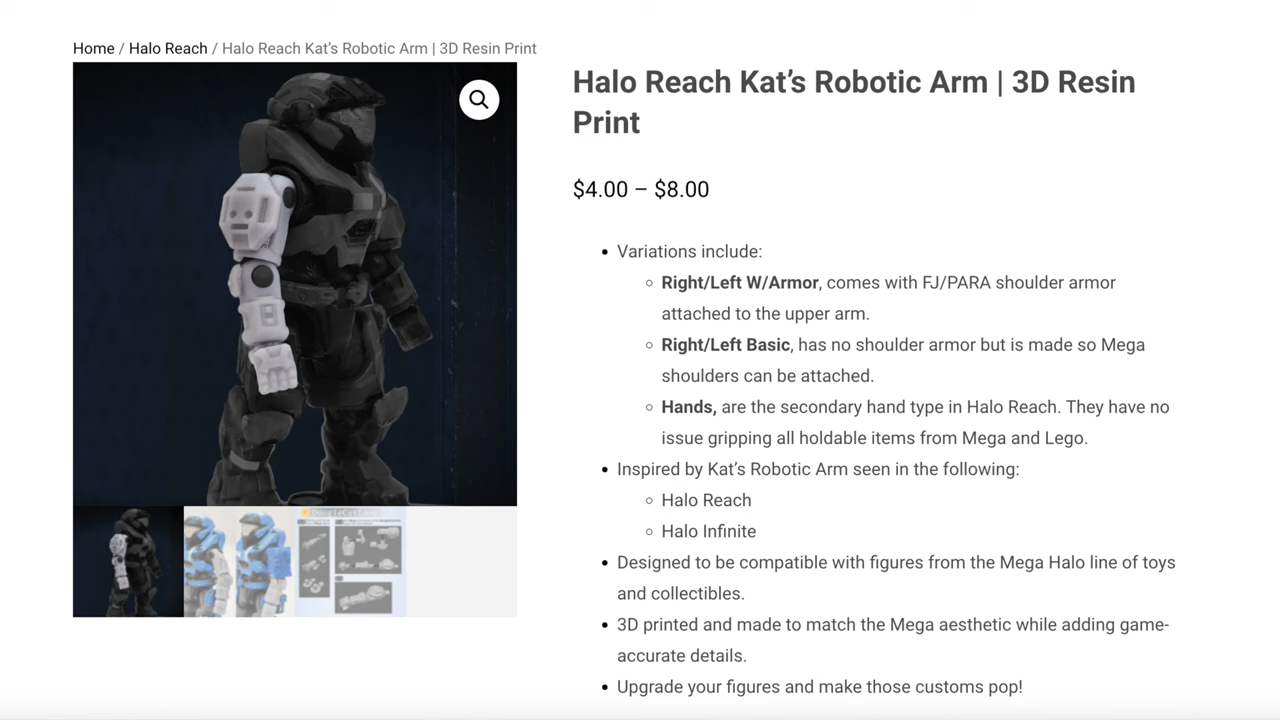 Home / Halo Reach / Halo Reach Kat’s Robotic Arm | 3D Resin Print
Halo Reach Kat’s Robotic Arm | 3D Resin
Print
$4.00 – $8.00
Variations include:
Right/Left W/Armor, comes with FJ/PARA shoulder armor
attached to the upper arm.
Right/Left Basic, has no shoulder armor but is made so Mega
shoulders can be attached.
Hands, are the secondary hand type in Halo Reach. They have no
issue gripping all holdable items from Mega and Lego.
Inspired by Kat’s Robotic Arm seen in the following:
Halo Reach
Halo Infinite
Designed to be compatible with figures from the Mega Halo line of toys
and collectibles.
3D printed and made to match the Mega aesthetic while adding game-
accurate details.
Upgrade your figures and make those customs pop!